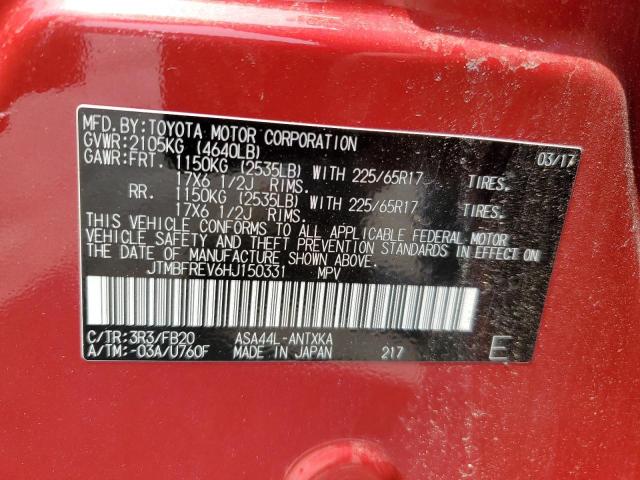 MFD.BY:TOYOTA MOTOR CORPORATION 03/17
GVWR:2105KG (4640LB)
GAWR:FRT. 1150KG (2535LB) WITH 225/65R17 TIRES.
17X6 1/2J RIMS.
RR. 1150KG (2535LB) WITH 225/65R17 TIRES.
17X6 1/2J RIMS.
THIS VEHICLE CONFORMS TO ALL APPLICABLE FEDERAL MOTOR
VEHICLE SAFETY AND THEFT PREVENTION STANDARDS IN EFFECT ON
THE DATE OF MANUFACTURE SHOWN ABOVE.
JTMBFREV6HJ150331 MPV
C/TR:3R3/FB20 ASA44L-ANTXKA
A/TM:-03A/U760F MADE IN JAPAN 217 E